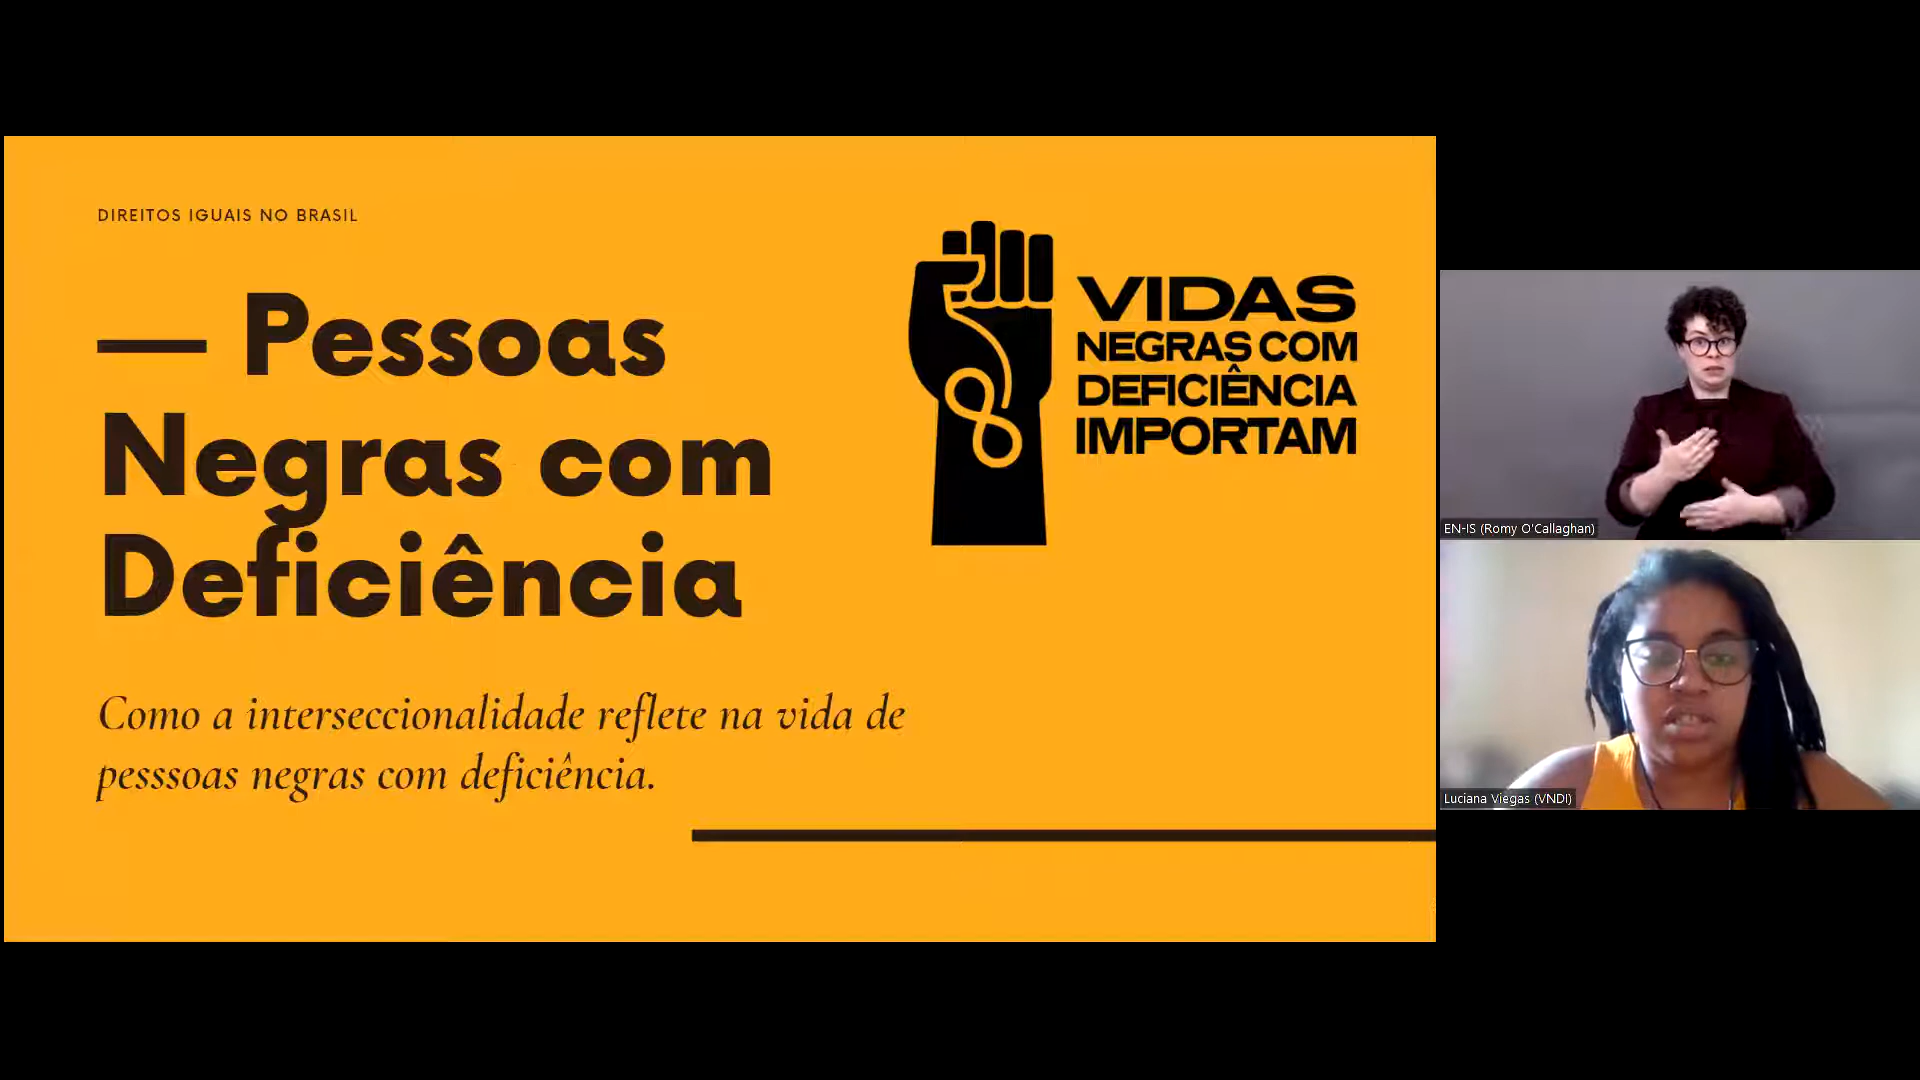 DIREITOS IGUAIS NO BRASIL
— Pessoas
Negras com
Deficiência
Como a interseccionalidade reflete na vida de
pesssoas negras com deficiência.
VIDAS
NEGRAS COM
DEFICIÊNCIA
IMPORTAM
EN-IS (Romy O'Callaghan)
Luciana Viegas (VNDI)